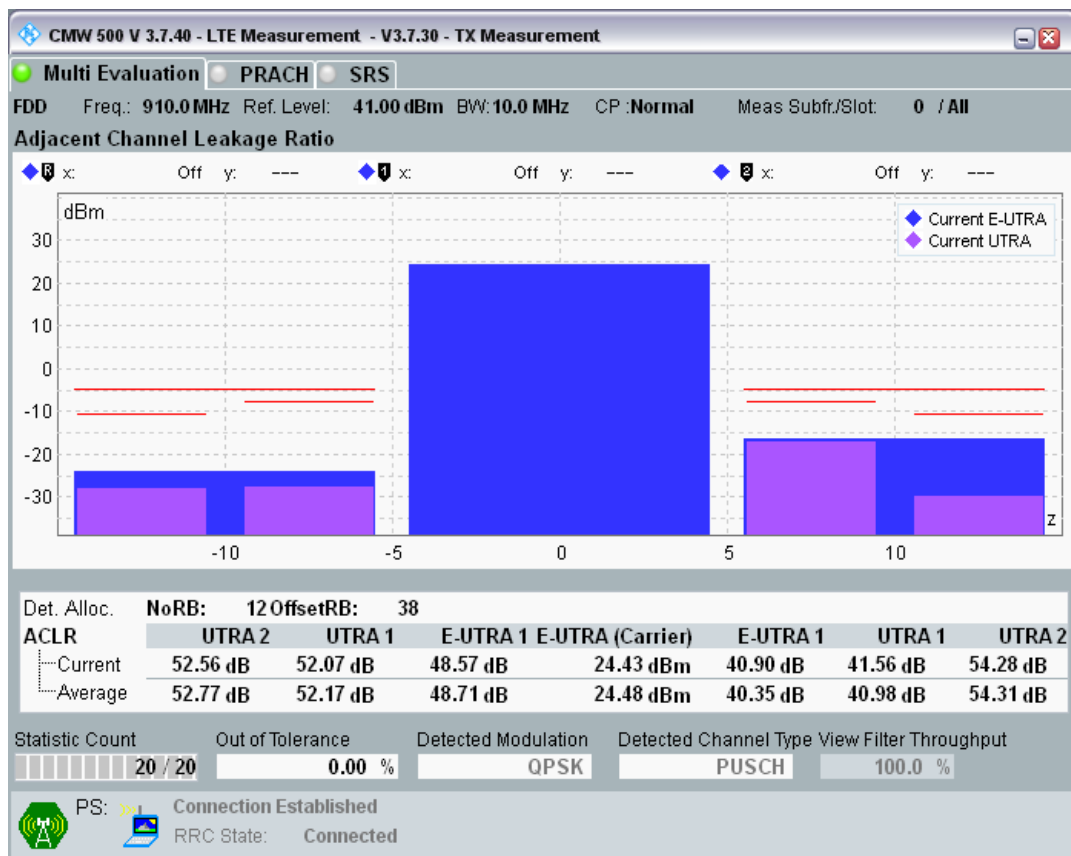 CMW 500 V 3.7.40 - LTE Measurement - V3.7.30 - TX Measurement
Multi Evaluation PRACH SRS
FDD Freq.: 910.0 MHz Ref. Level: 41.00 dBm BW: 10.0 MHz CP :Normal Meas Subfr./Slot: 0 / All
Adjacent Channel Leakage Ratio
R x: Off y: --- 1 x: Off y: --- 2 x: Off y: ---
dBm
Current E-UTRA
Current UTRA
30
20
10
0
-10
-20
-30
z
-10 -5 0 5 10
Det. Alloc. NoRB: 12 OffsetRB: 38
ACLR UTRA 2 UTRA 1 E-UTRA 1 E-UTRA (Carrier) E-UTRA 1 UTRA 1 UTRA 2
Current 52.56 dB 52.07 dB 48.57 dB 24.43 dBm 40.90 dB 41.56 dB 54.28 dB
Average 52.77 dB 52.17 dB 48.71 dB 24.48 dBm 40.35 dB 40.98 dB 54.31 dB
Statistic Count Out of Tolerance Detected Modulation Detected Channel Type View Filter Throughput
20 / 20 0.00 % QPSK PUSCH 100.0 %
PS: Connection Established
RRC State: Connected